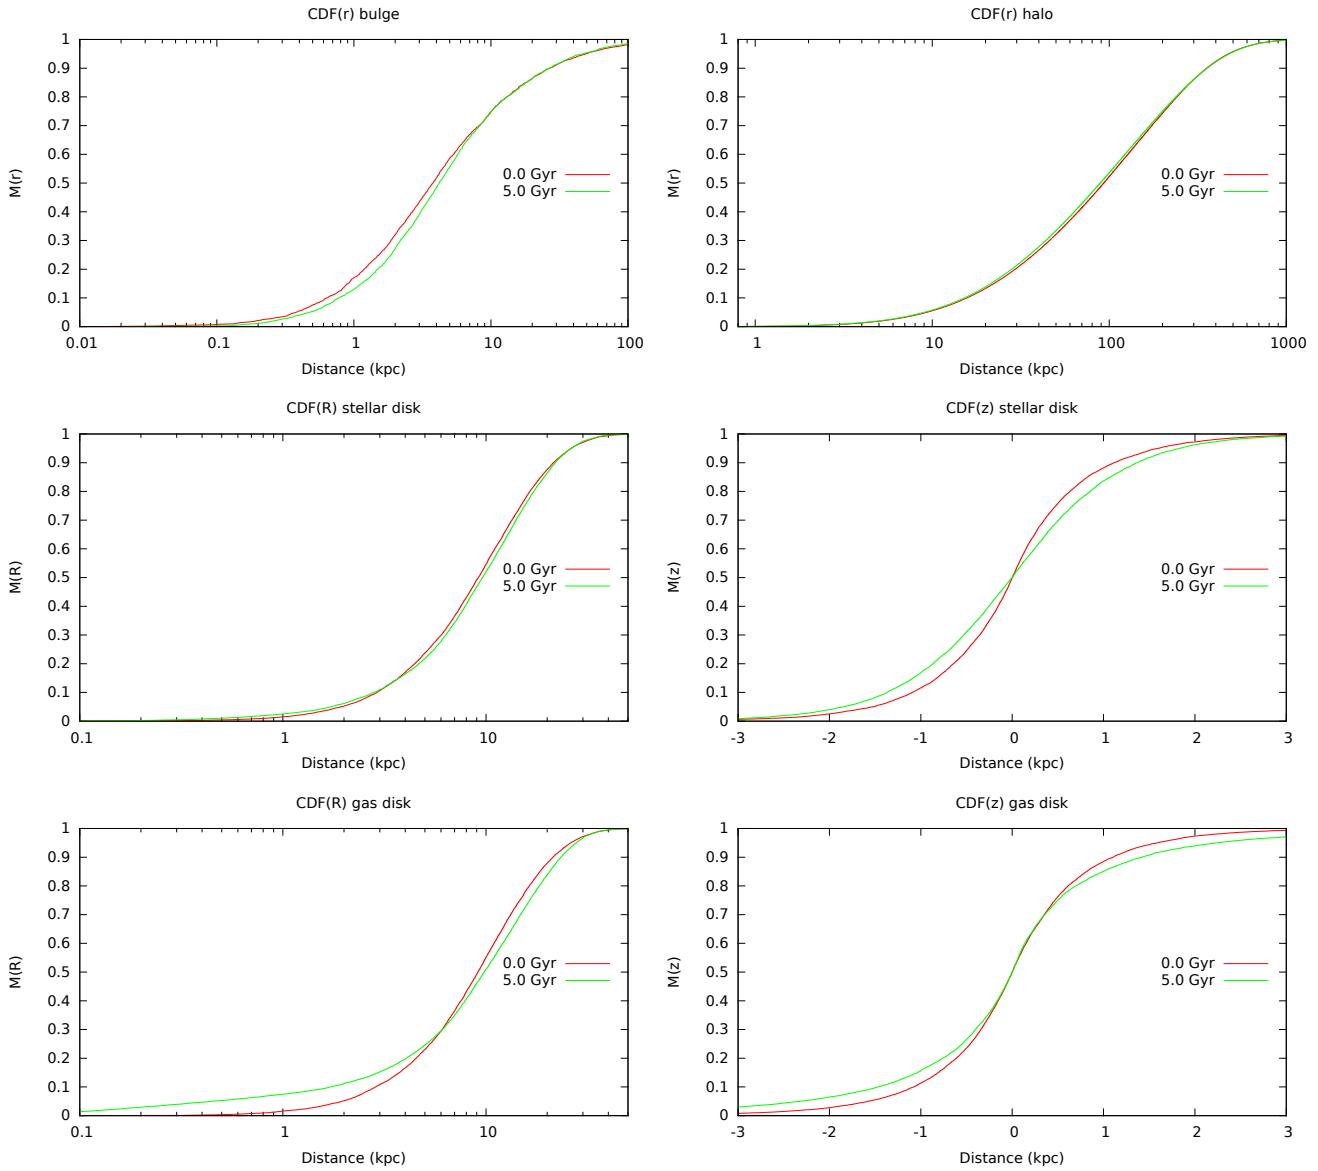 CDF(r) bulge
1
0.9
0.8
0.7
0.6
0.5
0.4
0.3
0.2
0.1
0
M(r)
0.0 Gyr
5.0 Gyr
0.01 0.1 1 10 100
Distance (kpc)
CDF(r) halo
1
0.9
0.8
0.7
0.6
0.5
0.4
0.3
0.2
0.1
0
M(r)
0.0 Gyr
5.0 Gyr
1 10 100 1000
Distance (kpc)
CDF(R) stellar disk
1
0.9
0.8
0.7
0.6
0.5
0.4
0.3
0.2
0.1
0
M(R)
0.0 Gyr
5.0 Gyr
0.1 1 10
Distance (kpc)
CDF(z) stellar disk
1
0.9
0.8
0.7
0.6
0.5
0.4
0.3
0.2
0.1
0
M(z)
0.0 Gyr
5.0 Gyr
-3 -2 -1 0 1 2 3
Distance (kpc)
CDF(R) gas disk
1
0.9
0.8
0.7
0.6
0.5
0.4
0.3
0.2
0.1
0
M(R)
0.0 Gyr
5.0 Gyr
0.1 1 10
Distance (kpc)
CDF(z) gas disk
1
0.9
0.8
0.7
0.6
0.5
0.4
0.3
0.2
0.1
0
M(z)
0.0 Gyr
5.0 Gyr
-3 -2 -1 0 1 2 3
Distance (kpc)